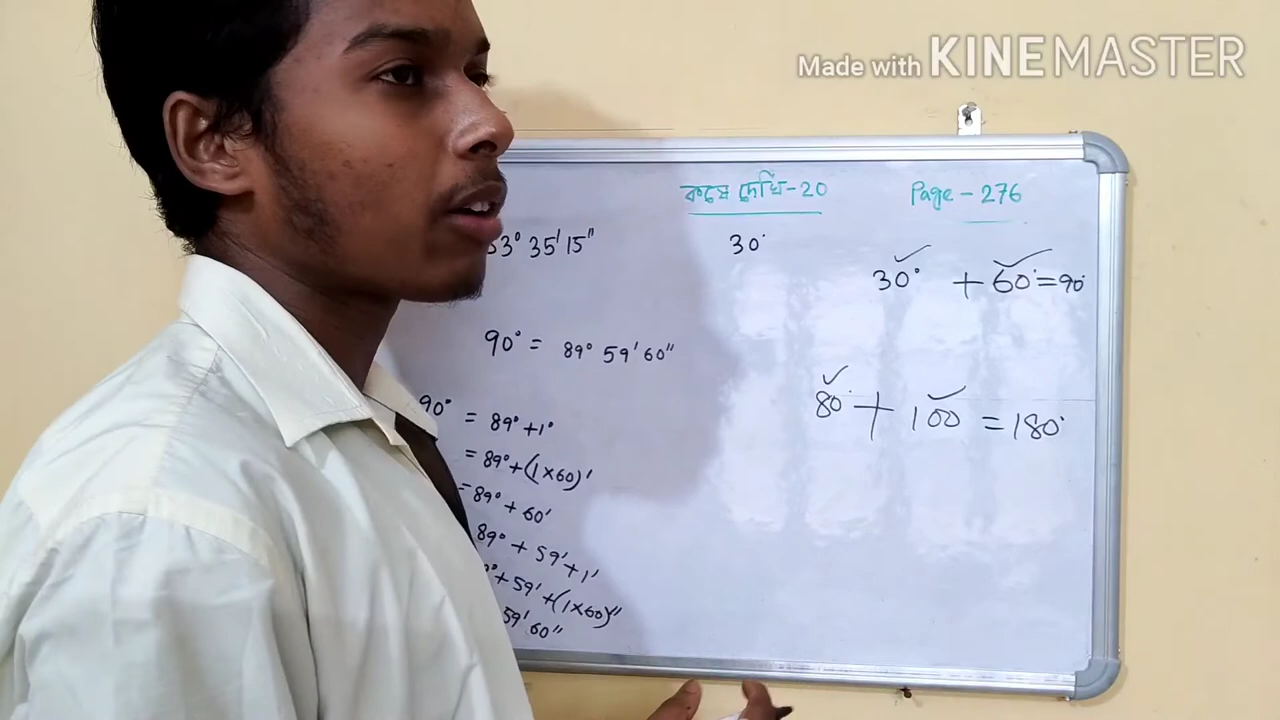 Made with KINEMASTER
কষে দেখি-20 Page - 276
53° 35' 15" 30°
30° + 60° = 90°
90° = 89° 59' 60"
80° + 100 = 180°
90° = 89° + 1°
= 89° + (1×60)'
= 89° + 60'
89° + 59' + 1'
+ 59' + (1×60)"
59' 60"